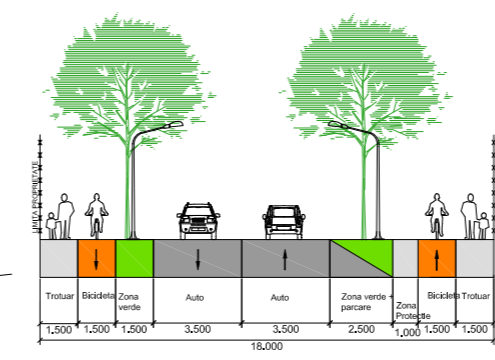 LIMITA PROPRIETATE
Trotuar
Bicicleta
Zona
verde
Auto
Auto
Zona verde +
parcare
Zona
Protectie
Bicicleta
Trotuar
1.500
1.500
1.500
3.500
3.500
2.500
1.000
1.500
1.500
18.000